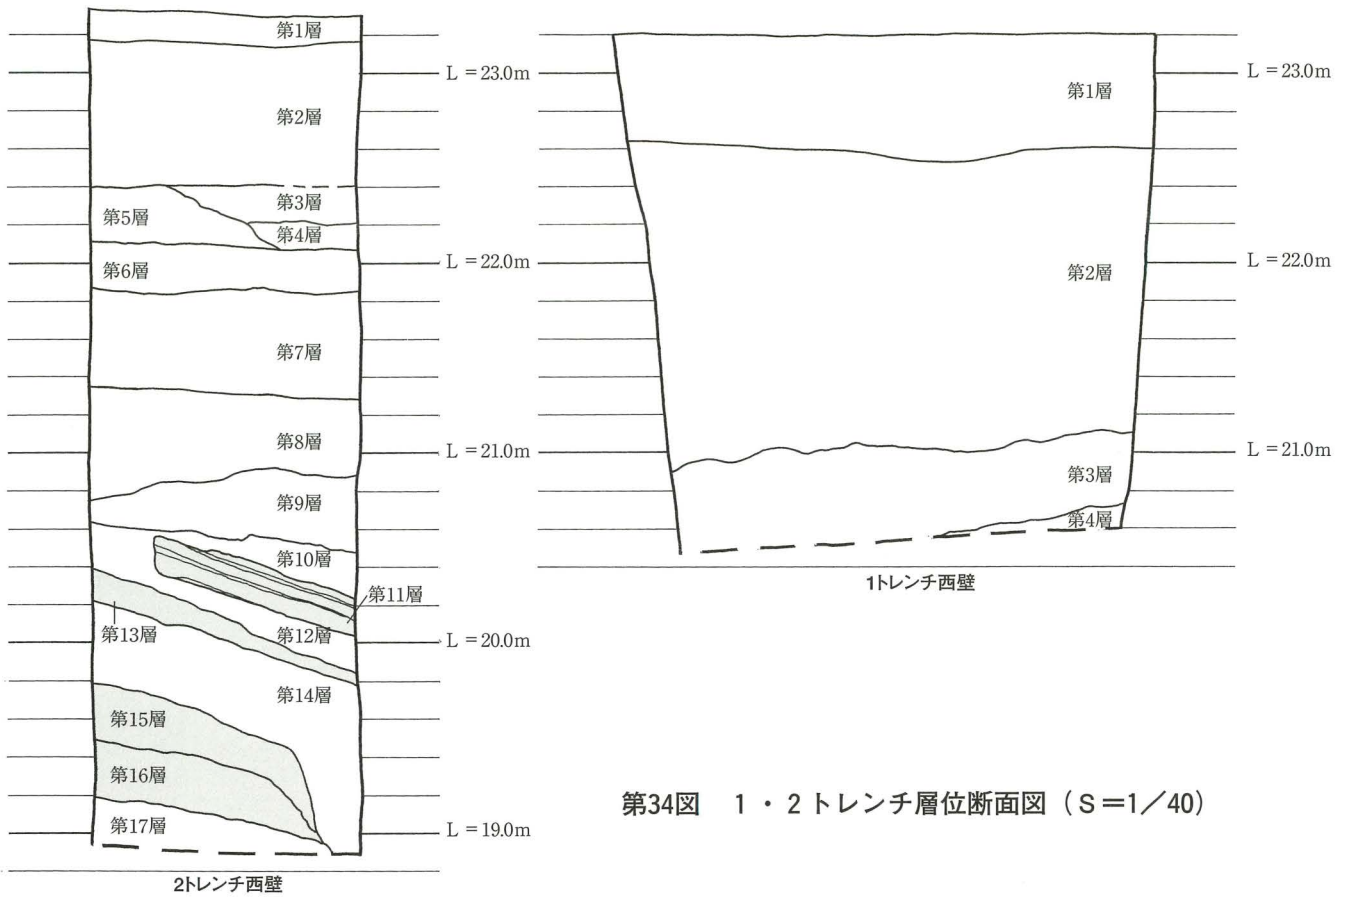 第1層
第2層
第3層
第4層
第5層
第6層
第7層
第8層
第9層
第10層
第11層
第12層
第13層
第14層
第15層
第16層
第17層
L＝23.0m
L＝22.0m
L＝21.0m
L＝20.0m
L＝19.0m
2トレンチ西壁
第1層
第2層
第3層
第4層
L＝23.0m
L＝22.0m
L＝21.0m
1トレンチ西壁
第34図　1・2トレンチ層位断面図（S＝1／40）